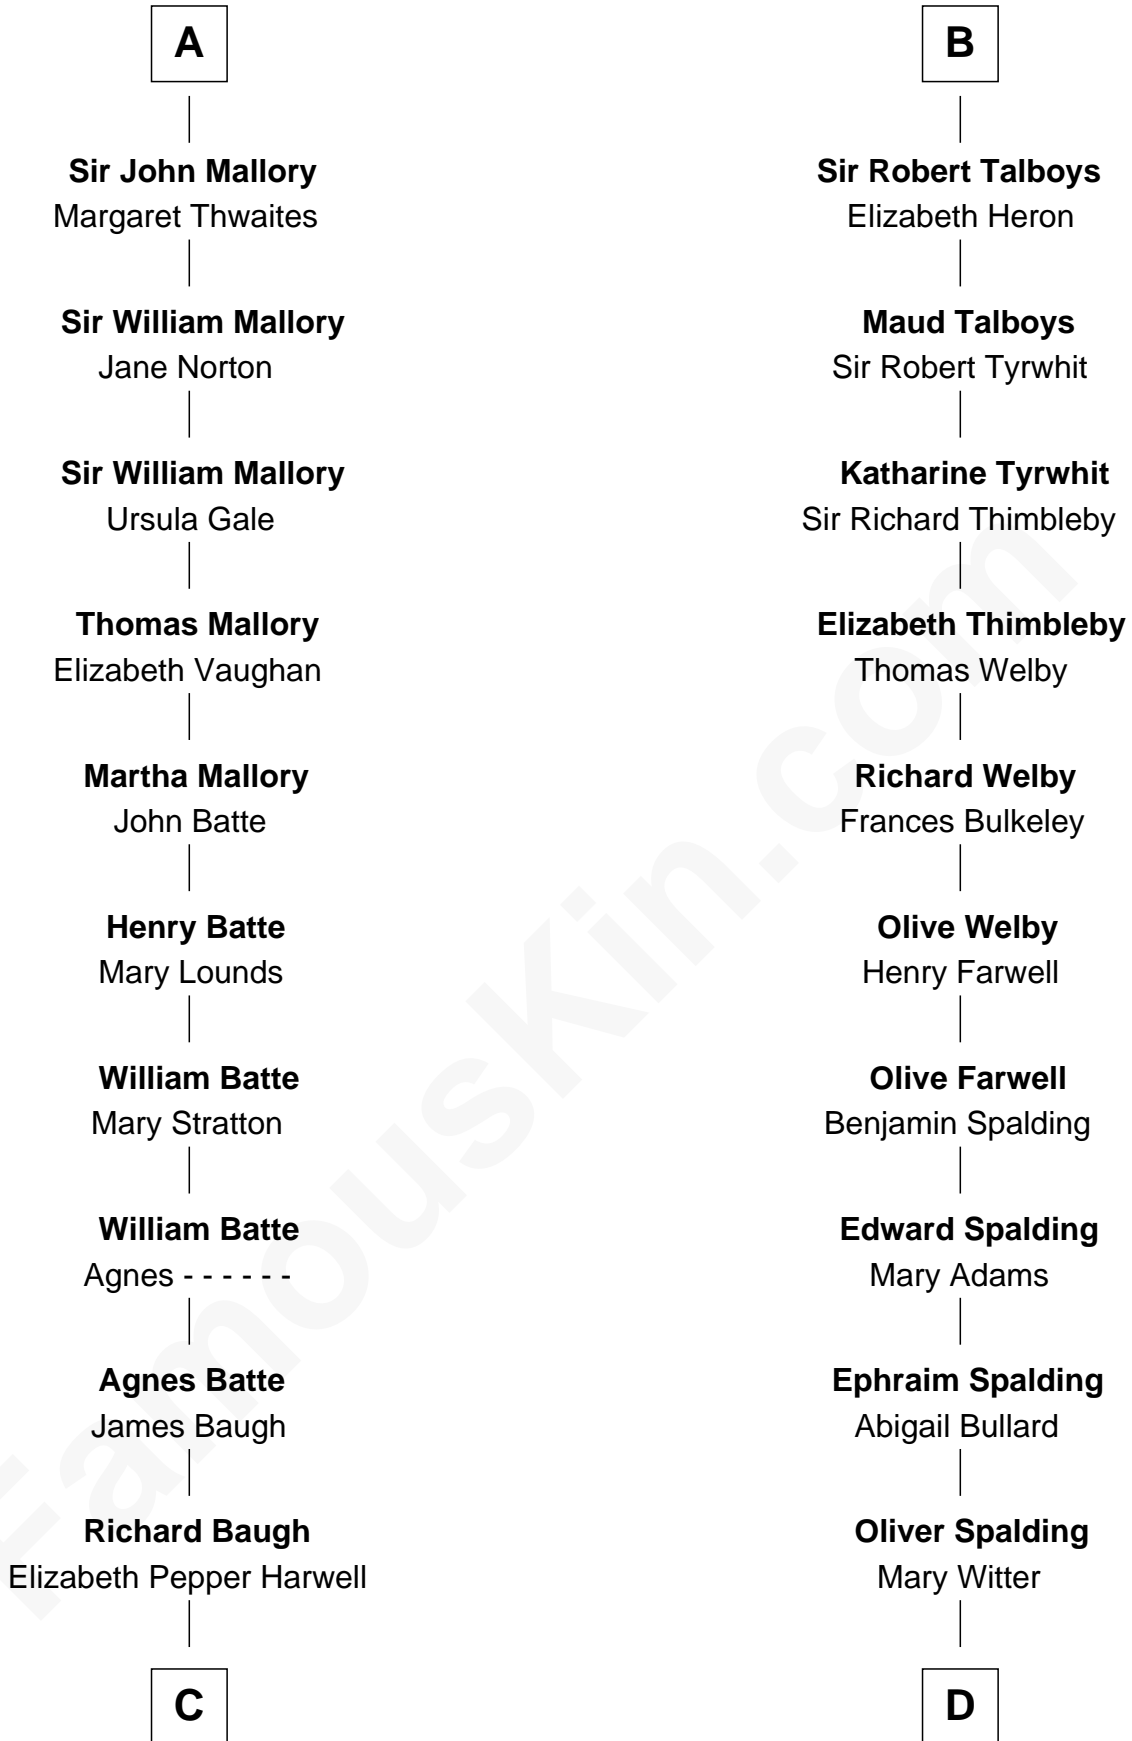 A
Sir John Mallory
Margaret Thwaites
Sir William Mallory
Jane Norton
Sir William Mallory
Ursula Gale
Thomas Mallory
Elizabeth Vaughan
Martha Mallory
John Batte
Henry Batte
Mary Lounds
William Batte
Mary Stratton
William Batte
Agnes - - - - - -
Agnes Batte
James Baugh
Richard Baugh
Elizabeth Pepper Harwell
C
B
Sir Robert Talboys
Elizabeth Heron
Maud Talboys
Sir Robert Tyrwhit
Katharine Tyrwhit
Sir Richard Thimbleby
Elizabeth Thimbleby
Thomas Welby
Richard Welby
Frances Bulkeley
Olive Welby
Henry Farwell
Olive Farwell
Benjamin Spalding
Edward Spalding
Mary Adams
Ephraim Spalding
Abigail Bullard
Oliver Spalding
Mary Witter
D
FamousKin.com